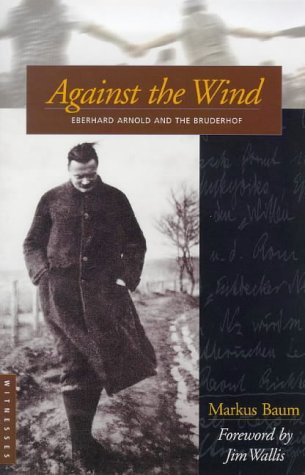 Against the Wind
EBERHARD ARNOLD AND THE BRUDERHOF
WITNESSES
Markus Baum
Foreword by
Jim Wallis